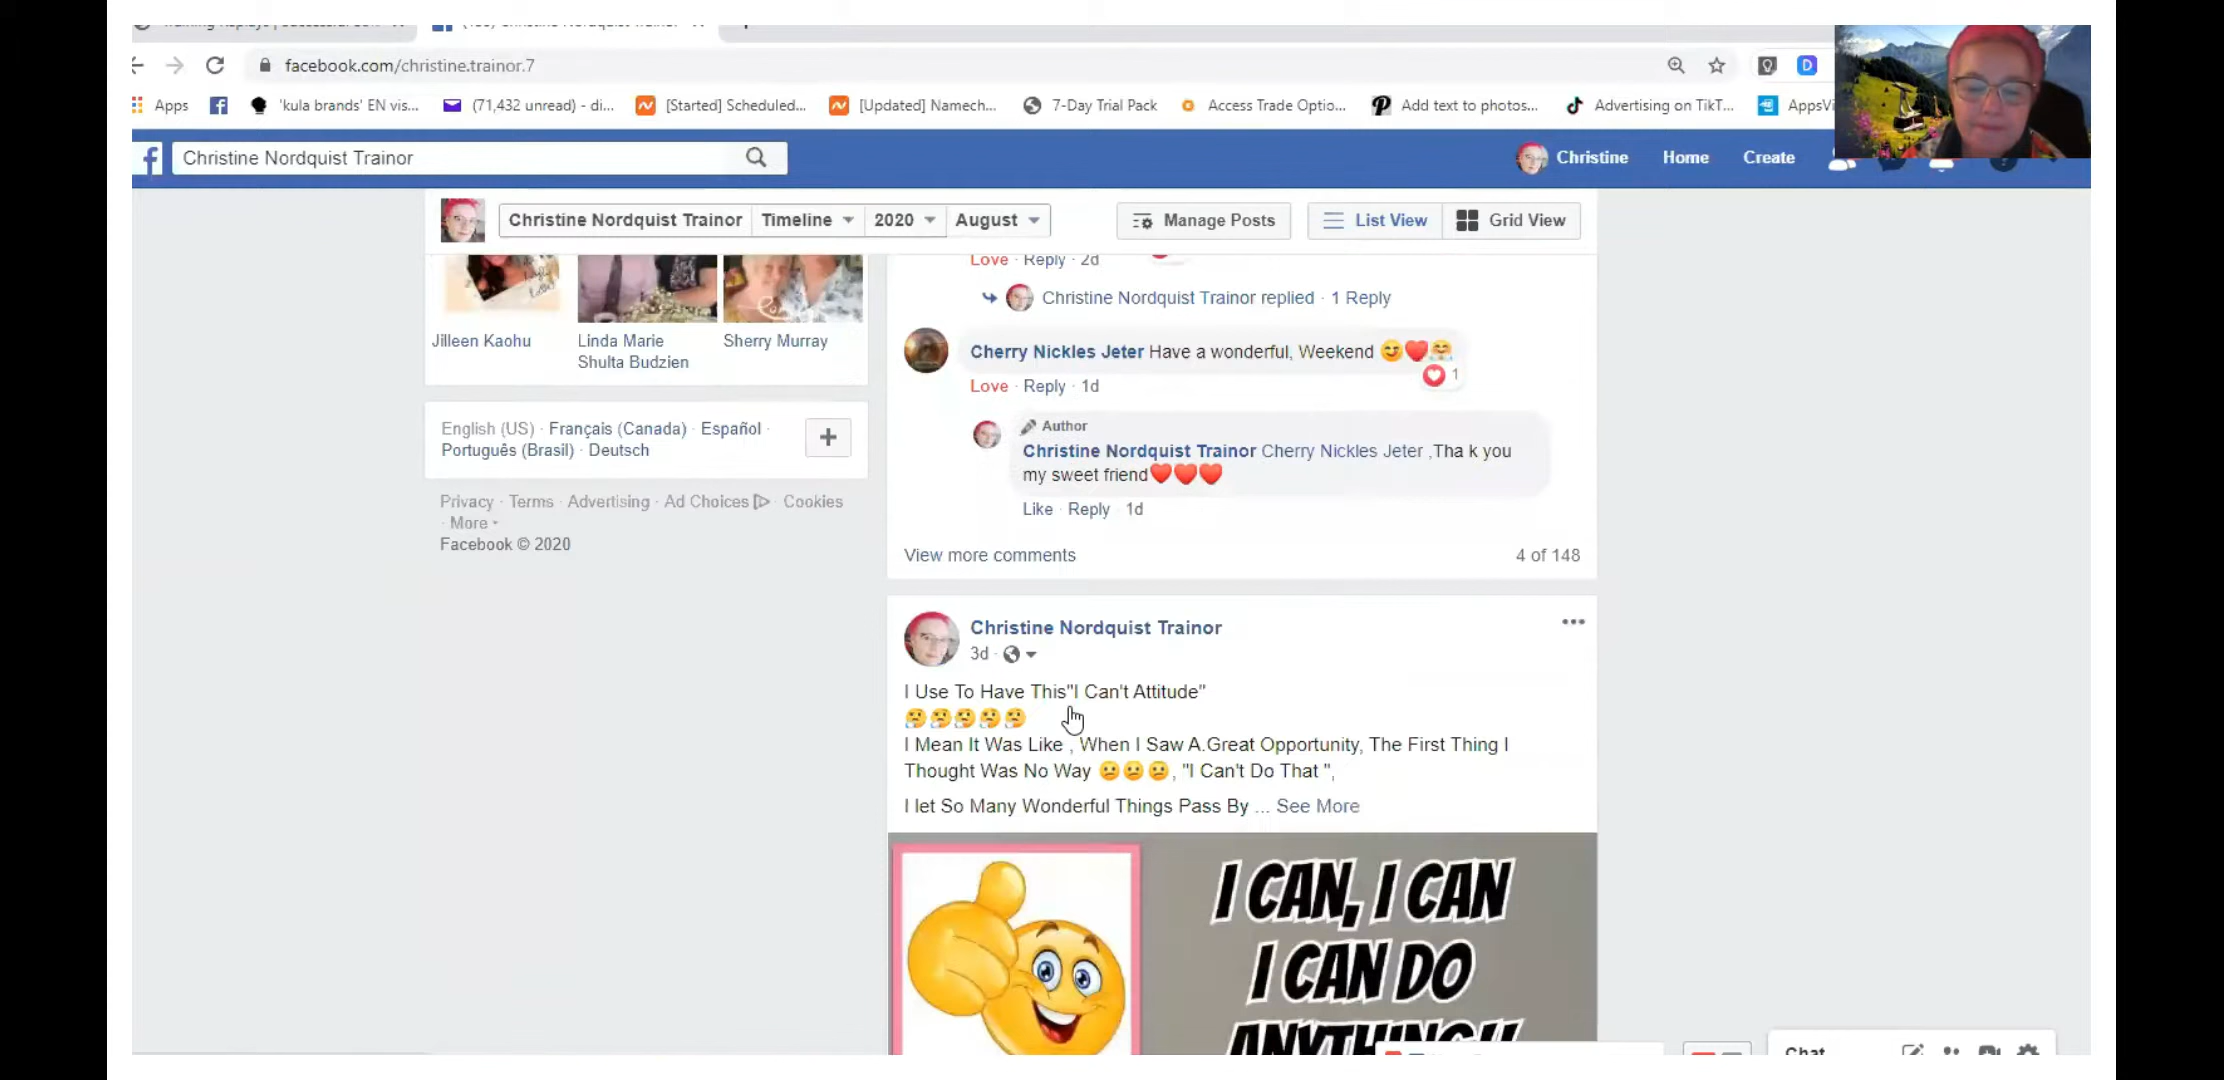 facebook.com/christine.trainor.7
Apps 'kula brands' EN vis... (71,432 unread) - di... [Started] Scheduled... [Updated] Namech... 7-Day Trial Pack Access Trade Optio... Add text to photos... Advertising on TikT... AppsVi
Christine Nordquist Trainor Christine Home Create
Christine Nordquist Trainor Timeline 2020 August Manage Posts List View Grid View
Jilleen Kaohu Linda Marie Sherry Murray
Shulta Budzien
English (US) · Français (Canada) · Español ·
Português (Brasil) · Deutsch
Privacy · Terms · Advertising · Ad Choices · Cookies
· More
Facebook © 2020
Love · Reply · 2d
Christine Nordquist Trainor replied · 1 Reply
Cherry Nickles Jeter Have a wonderful, Weekend 😊❤️🤗
1
Love · Reply · 1d
Author
Christine Nordquist Trainor Cherry Nickles Jeter ,Tha k you
my sweet friend❤️❤️❤️
Like · Reply · 1d
View more comments 4 of 148
Christine Nordquist Trainor
3d
I Use To Have This"I Can't Attitude"
🤔🤔🤔🤔🤔
I Mean It Was Like , When I Saw A.Great Opportunity, The First Thing I
Thought Was No Way 😕😕😕, "I Can't Do That ",
I let So Many Wonderful Things Pass By ... See More
I CAN, I CAN
I CAN DO
ANYTHING!!
Chat